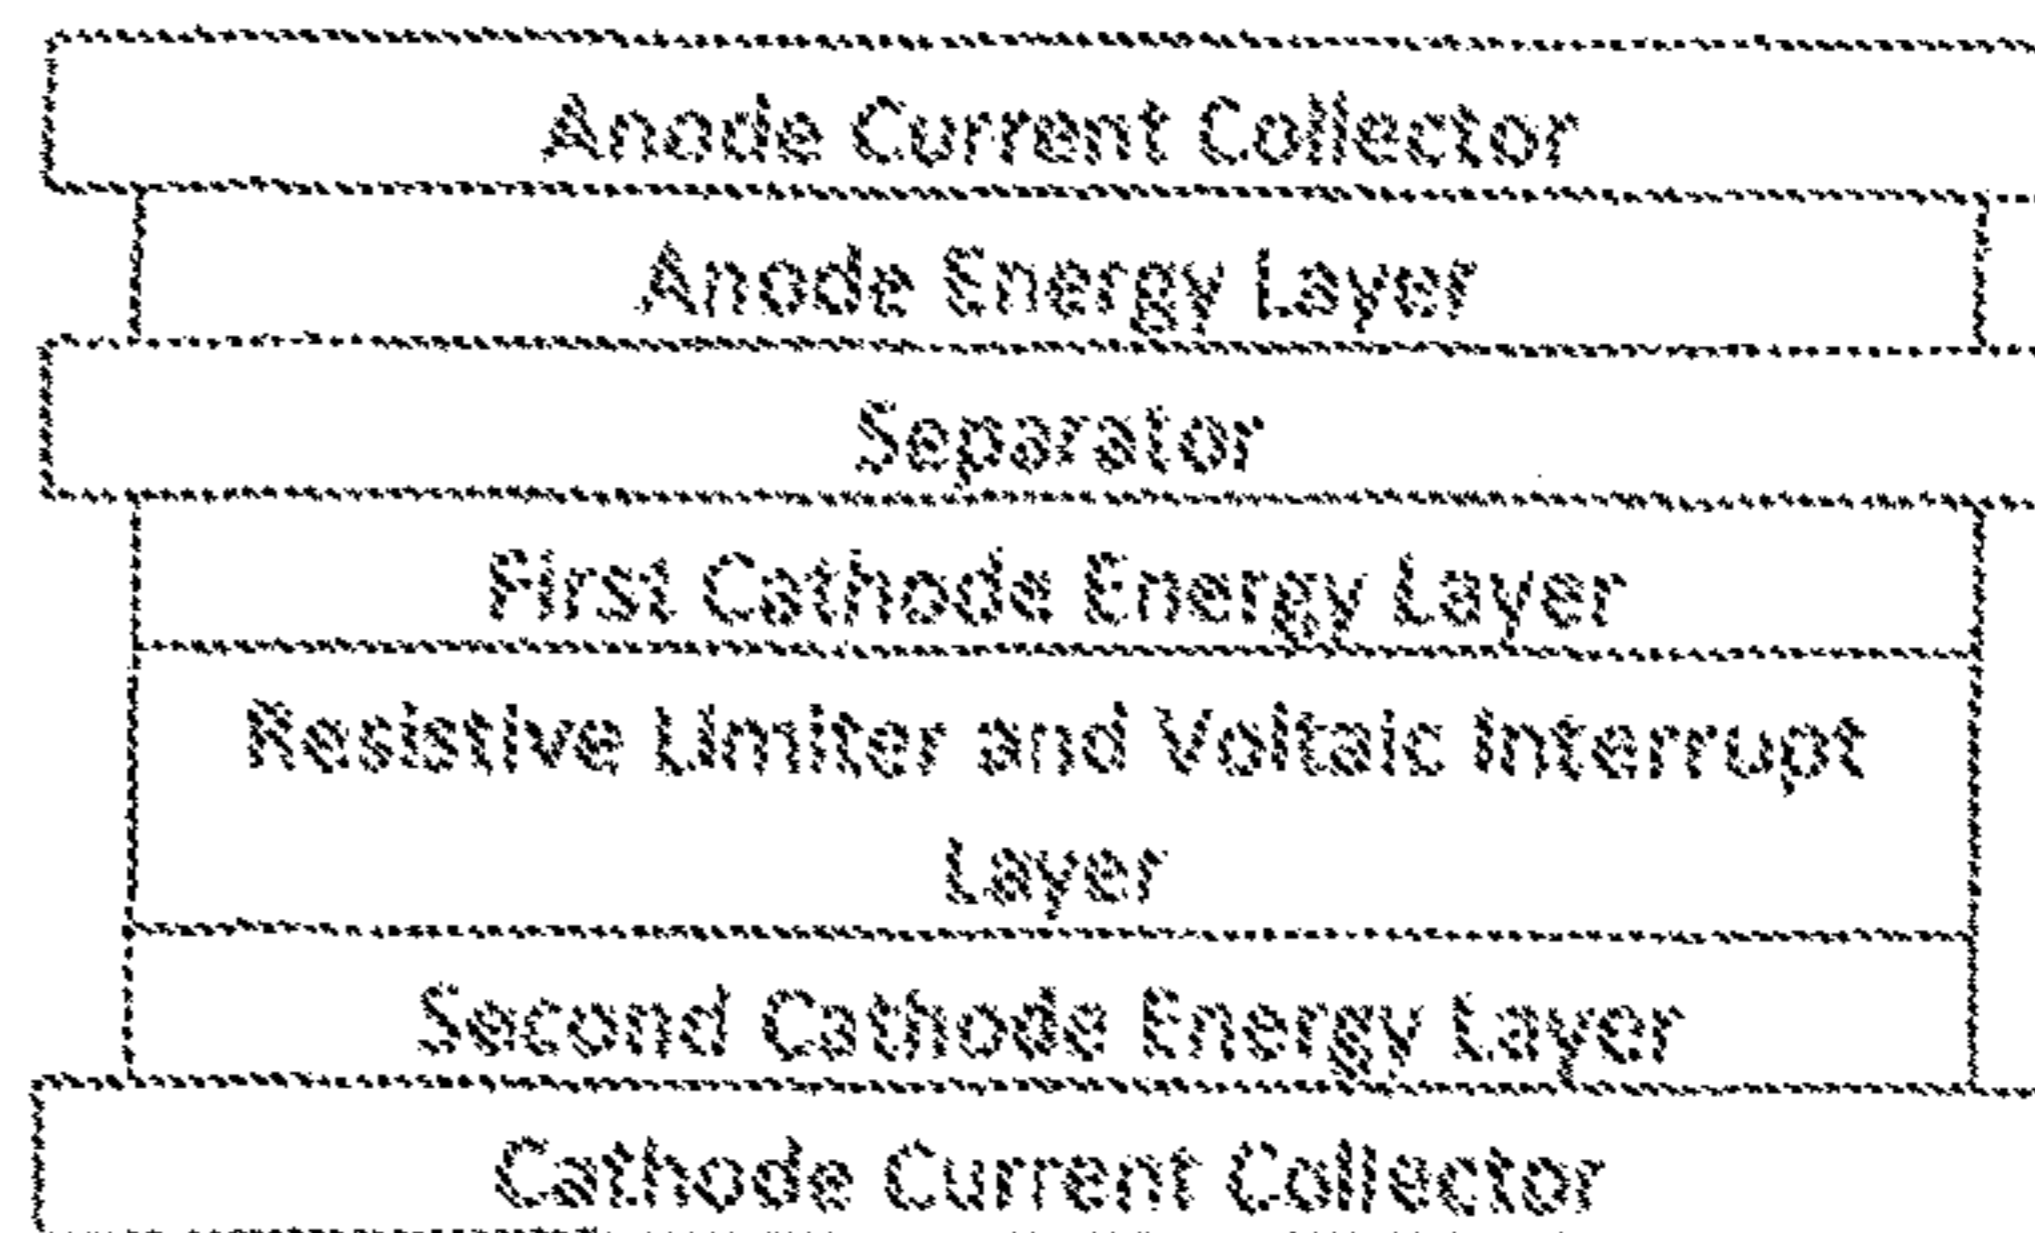 Anode Current Collector
Anode Energy Layer
Separator
First Cathode Energy Layer
Resistive Limiter and Voltaic Interrupt
Layer
Second Cathode Energy Layer
Cathode Current Collector